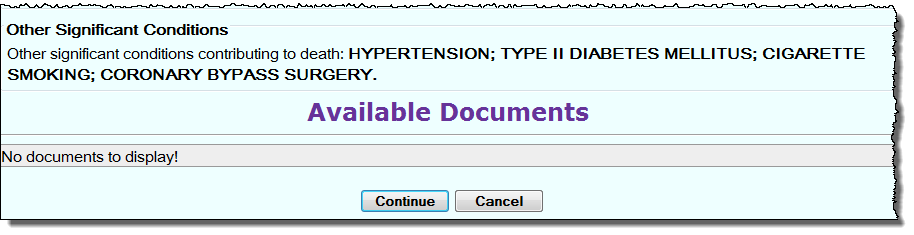 Other Significant Conditions
Other significant conditions contributing to death: HYPERTENSION; TYPE II DIABETES MELLITUS; CIGARETTE
SMOKING; CORONARY BYPASS SURGERY.
Available Documents
No documents to display!
Continue Cancel